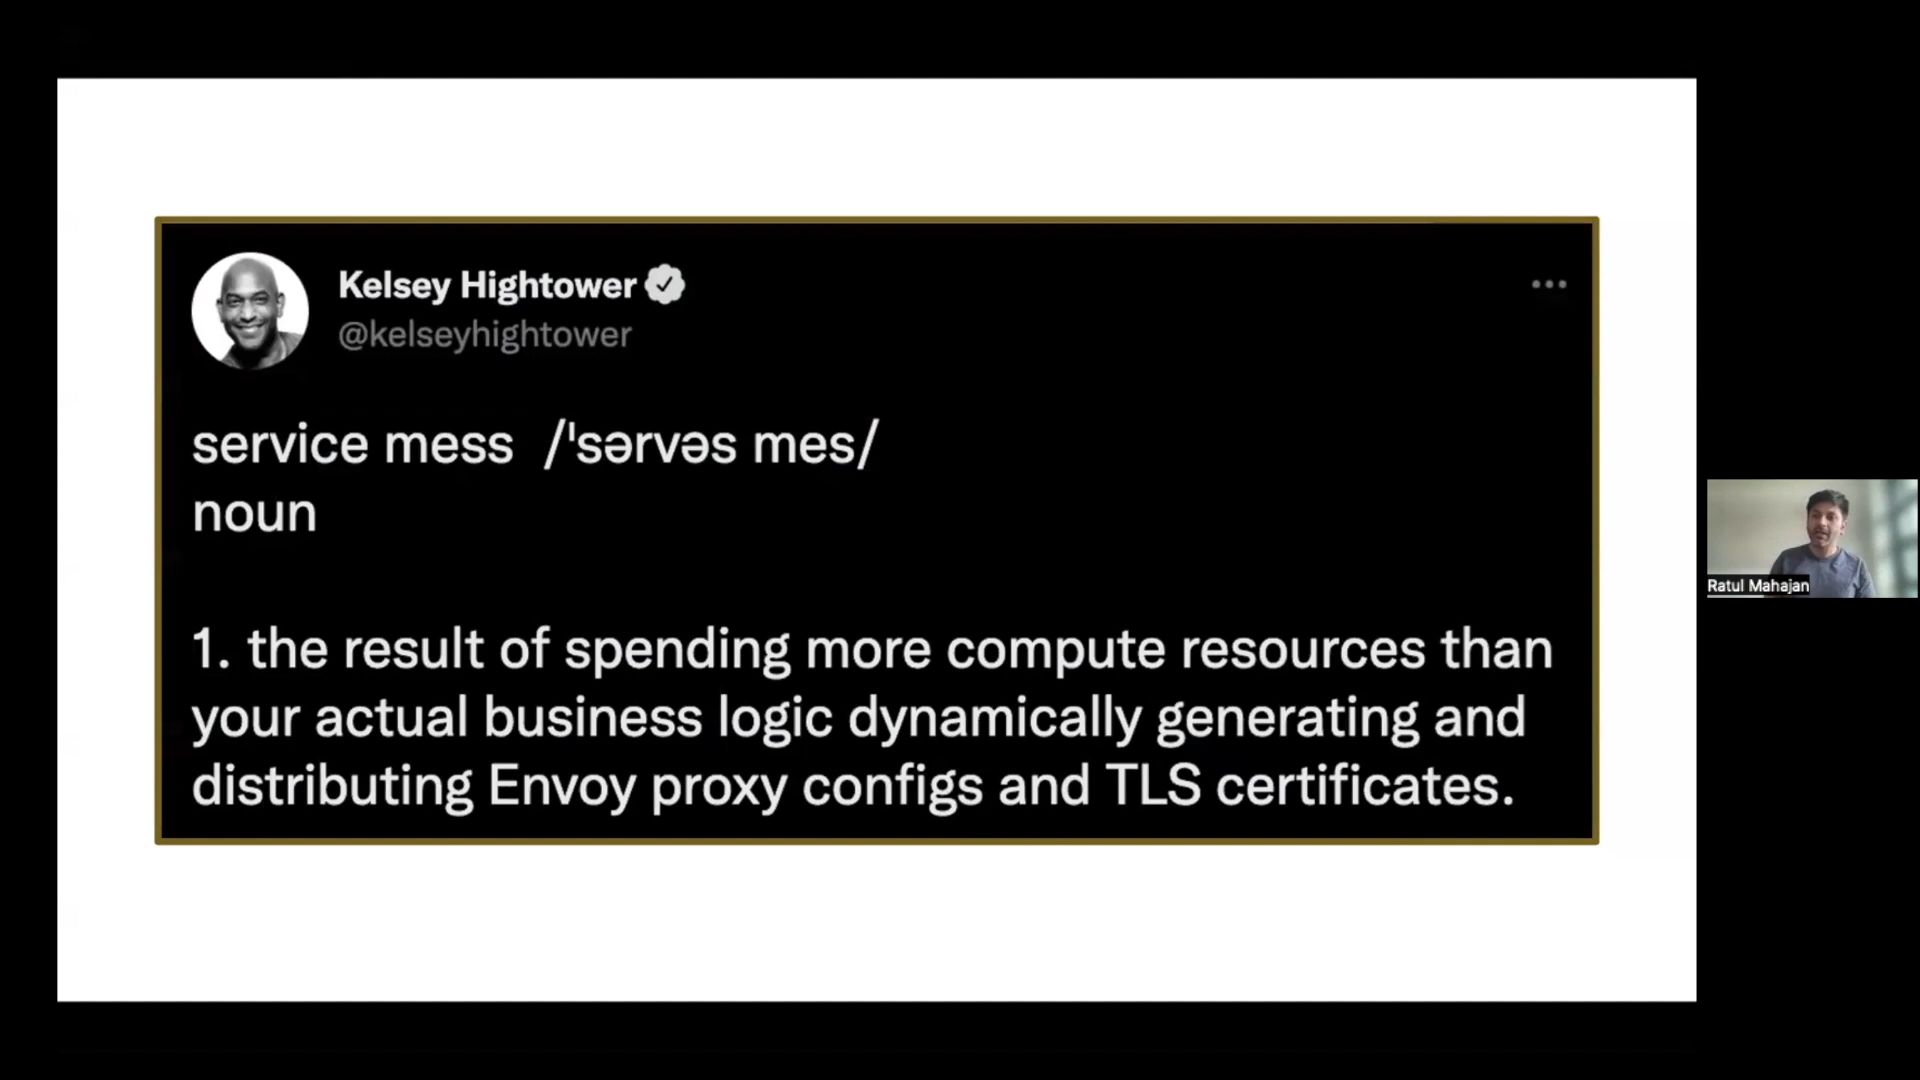 Kelsey Hightower
@kelseyhightower
service mess /ˈsərvəs mes/
noun
1. the result of spending more compute resources than
your actual business logic dynamically generating and
distributing Envoy proxy configs and TLS certificates.
Ratul Mahajan